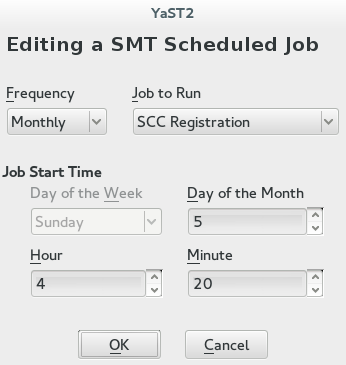 YaST2
Editing a SMT Scheduled Job
Frequency Job to Run
Monthly SCC Registration
Job Start Time
Day of the Week Day of the Month
Sunday 5
Hour Minute
4 20
OK Cancel